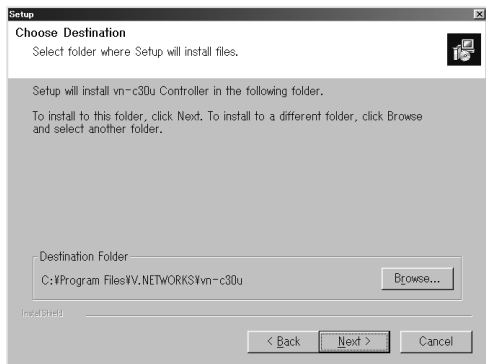 Setup
Choose Destination
Select folder where Setup will install files.
Setup will install vn-c30u Controller in the following folder.
To install to this folder, click Next. To install to a different folder, click Browse
and select another folder.
Destination Folder
C:¥Program Files¥V.NETWORKS¥vn-c30u
Browse...
InstallShield
< Back
Next >
Cancel